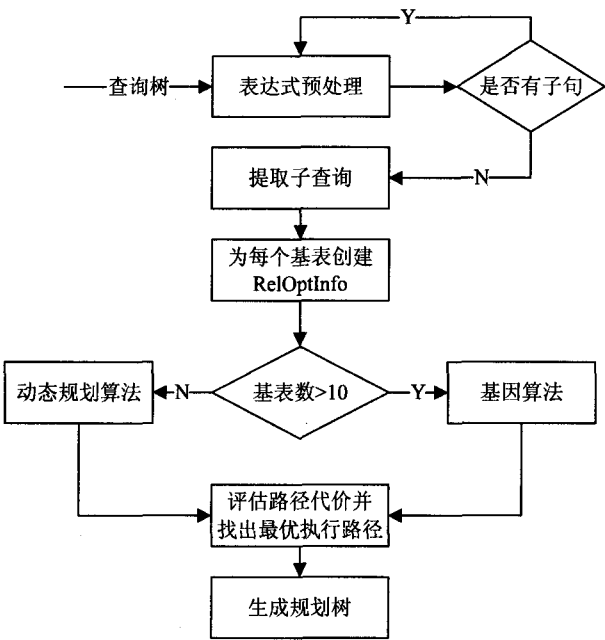 Y
查询树
表达式预处理
是否有子句
提取子查询
N
为每个基表创建
RelOptInfo
动态规划算法
N
基表数>10
Y
基因算法
评估路径代价并
找出最优执行路径
生成规划树